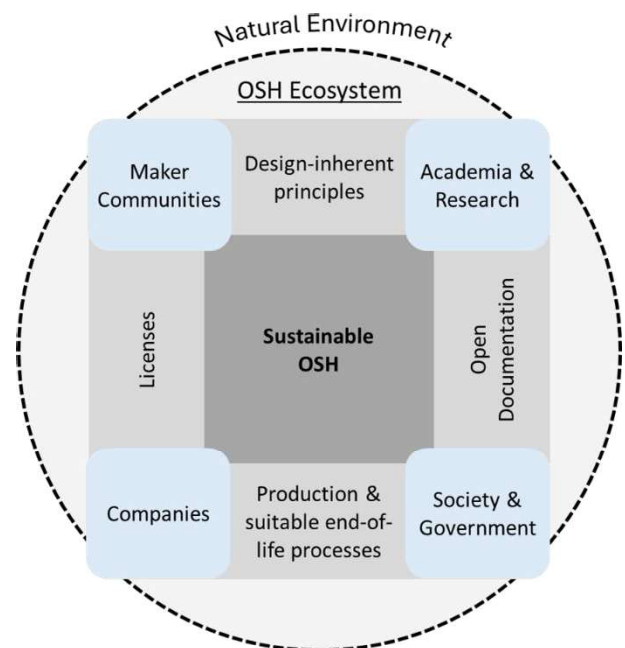 Natural Environment
OSH Ecosystem
Maker
Communities
Design-inherent
principles
Academia &
Research
Licenses
Sustainable
OSH
Open
Documentation
Companies
Production &
suitable end-of-
life processes
Society &
Government